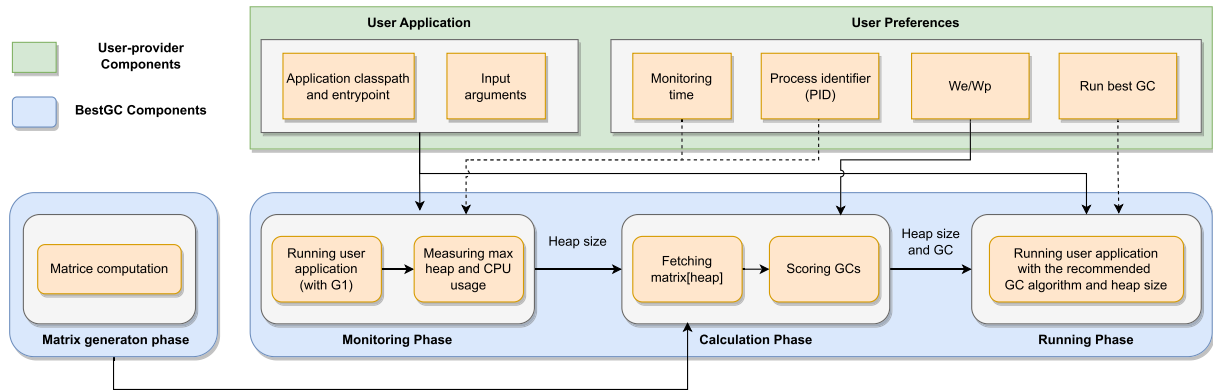 User-provider
Components
BestGC Components
User Application
User Preferences
Application classpath
and entrypoint
Input
arguments
Monitoring
time
Process identifier
(PID)
We/Wp
Run best GC
Matrice computation
Matrix generaton phase
Running user
application
(with G1)
Measuring max
heap and CPU
usage
Monitoring Phase
Heap size
Fetching
matrix[heap]
Scoring GCs
Calculation Phase
Heap size
and GC
Running user application
with the recommended
GC algorithm and heap size
Running Phase